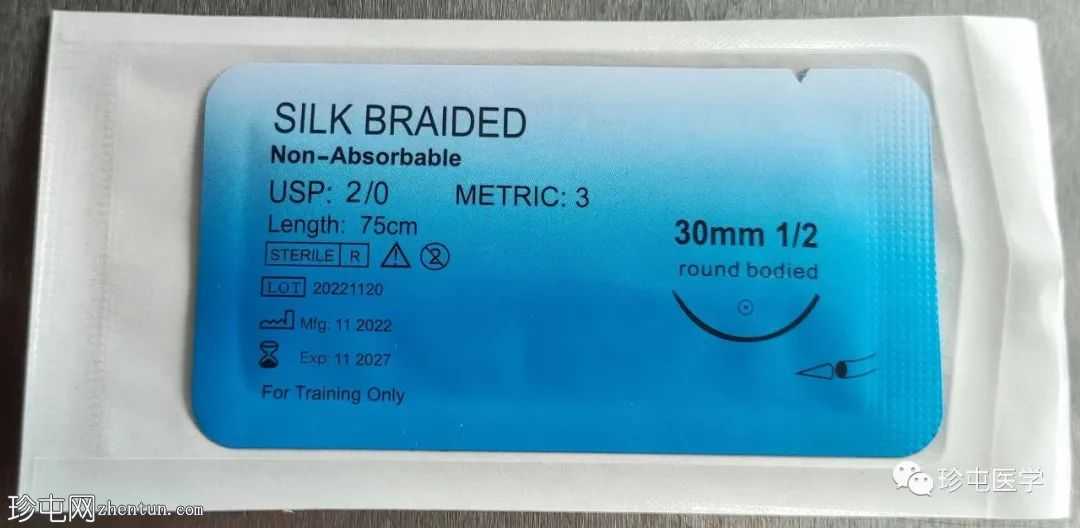 SILK BRAIDED
Non-Absorbable
USP: 2/0 METRIC: 3
Length: 75cm
STERILE R
LOT 20221120
Mfg: 11 2022
Exp: 11 2027
For Training Only
30mm 1/2
round bodied
珍屯医学
珍屯网zhentun.com